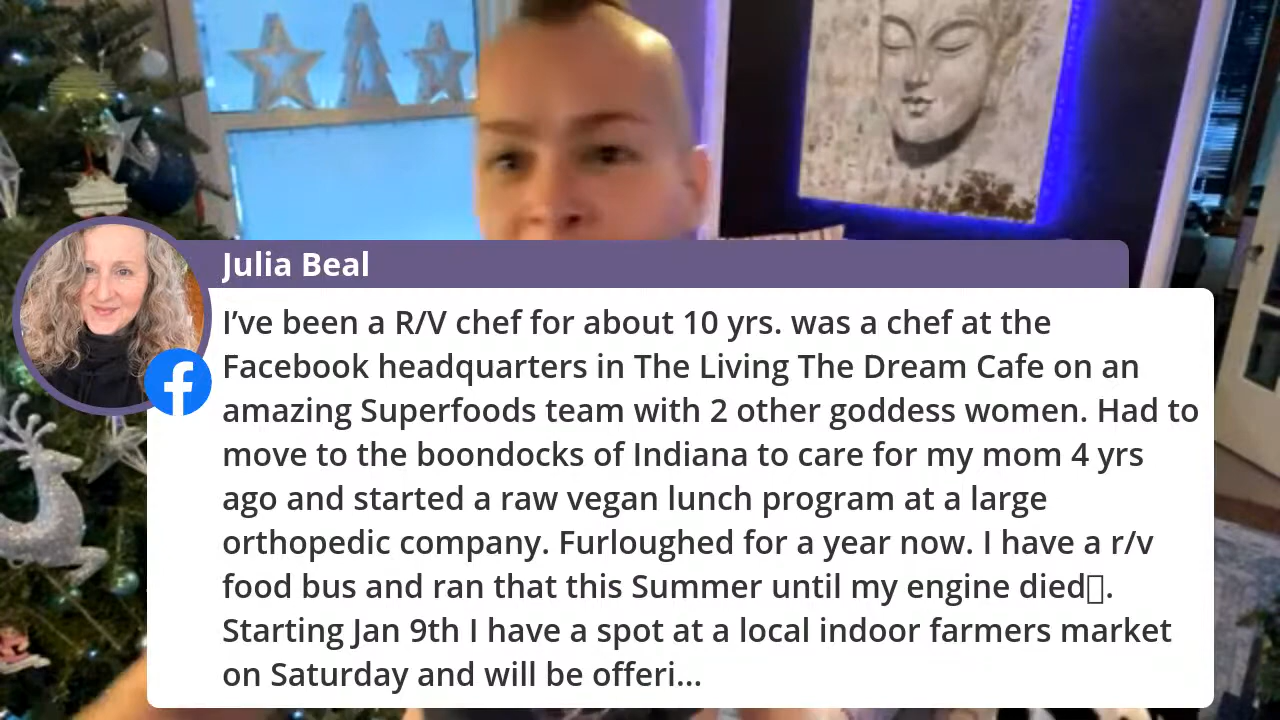 Julia Beal
I’ve been a R/V chef for about 10 yrs. was a chef at the
Facebook headquarters in The Living The Dream Cafe on an
amazing Superfoods team with 2 other goddess women. Had to
move to the boondocks of Indiana to care for my mom 4 yrs
ago and started a raw vegan lunch program at a large
orthopedic company. Furloughed for a year now. I have a r/v
food bus and ran that this Summer until my engine died▯.
Starting Jan 9th I have a spot at a local indoor farmers market
on Saturday and will be offeri...